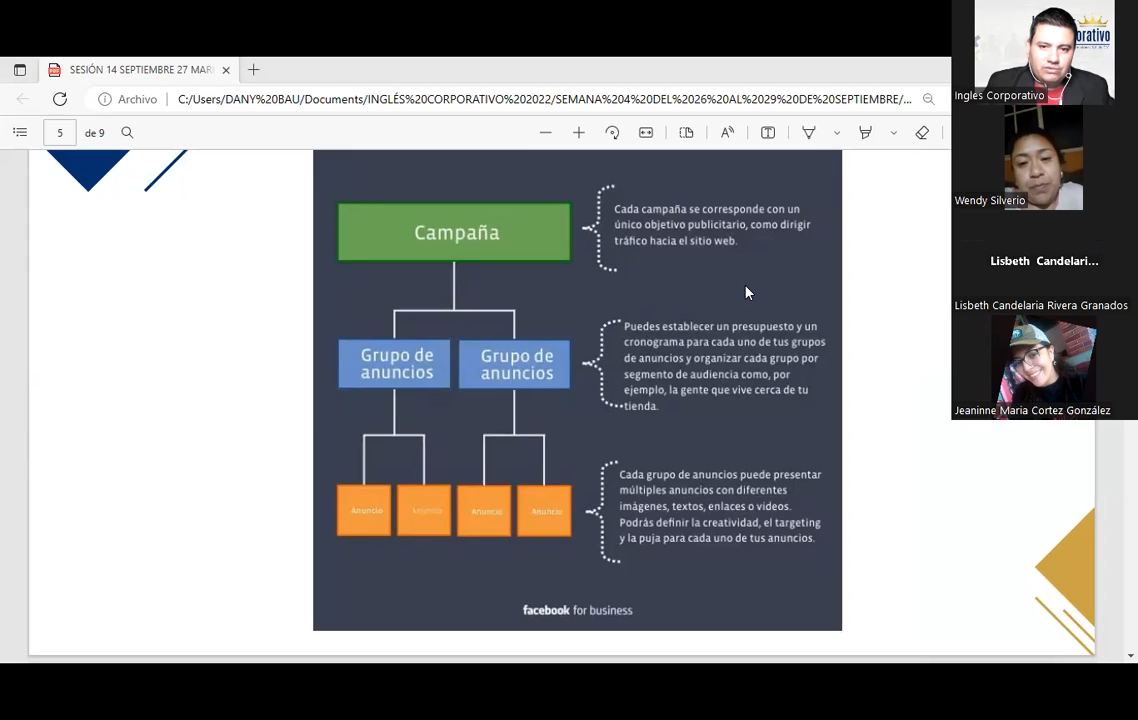 SESIÓN 14 SEPTIEMBRE 27 MAR
Archivo
C:/Users/DANY%20BAU/Documents/INGLÉS%20CORPORATIVO%202022/SEMANA%204%20DEL%2026%20AL%2029%20DE%20SEPTIEMBRE/...
5
de 9
Campaña
Cada campaña se corresponde con un
único objetivo publicitario, como dirigir
tráfico hacia el sitio web.
Grupo de
anuncios
Grupo de
anuncios
Puedes establecer un presupuesto y un
cronograma para cada uno de tus grupos
de anuncios y organizar cada grupo por
segmento de audiencia como, por
ejemplo, la gente que vive cerca de tu
tienda.
Anuncio
Anuncio
Anuncio
Anuncio
Cada grupo de anuncios puede presentar
múltiples anuncios con diferentes
imágenes, textos, enlaces o videos.
Podrás definir la creatividad, el targeting
y la puja para cada uno de tus anuncios.
facebook for business
Inglés Corporativo
Wendy Silverio
Lisbeth Candelari...
Lisbeth Candelaria Rivera Granados
Jeaninne Maria Cortez González